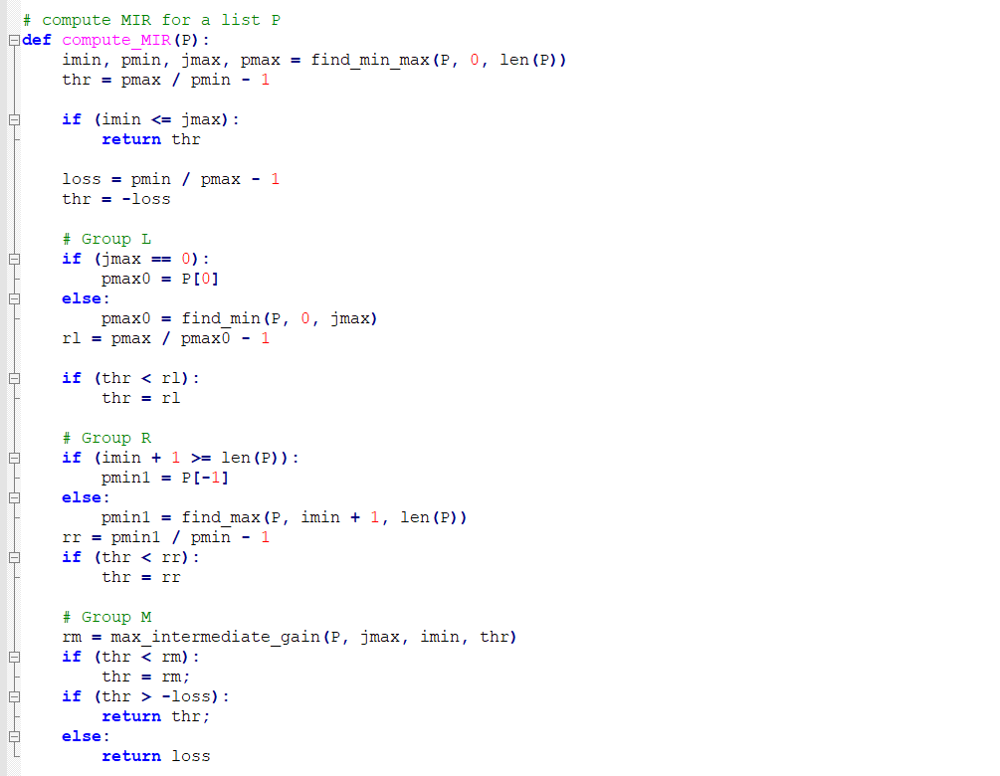 # compute MIR for a list P
def compute_MIR(P):
    imin, pmin, jmax, pmax = find_min_max(P, 0, len(P))
    thr = pmax / pmin - 1
    if (imin <= jmax):
        return thr
    loss = pmin / pmax - 1
    thr = -loss
    # Group L
    if (jmax == 0):
        pmax0 = P[0]
    else:
        pmax0 = find_min(P, 0, jmax)
    rl = pmax / pmax0 - 1
    if (thr < rl):
        thr = rl
    # Group R
    if (imin + 1 >= len(P)):
        pmin1 = P[-1]
    else:
        pmin1 = find_max(P, imin + 1, len(P))
    rr = pmin1 / pmin - 1
    if (thr < rr):
        thr = rr
    # Group M
    rm = max_intermediate_gain(P, jmax, imin, thr)
    if (thr < rm):
        thr = rm;
    if (thr > -loss):
        return thr;
    else:
        return loss